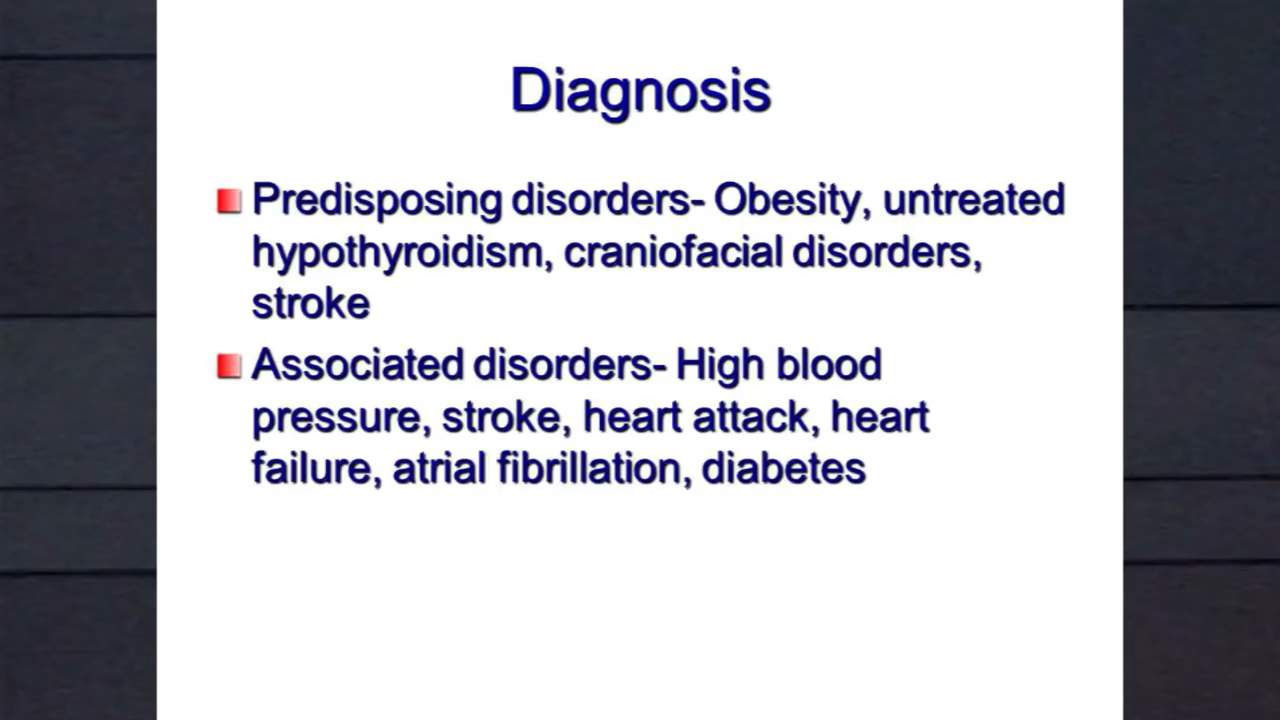 Diagnosis
Predisposing disorders- Obesity, untreated
hypothyroidism, craniofacial disorders,
stroke
Associated disorders- High blood
pressure, stroke, heart attack, heart
failure, atrial fibrillation, diabetes